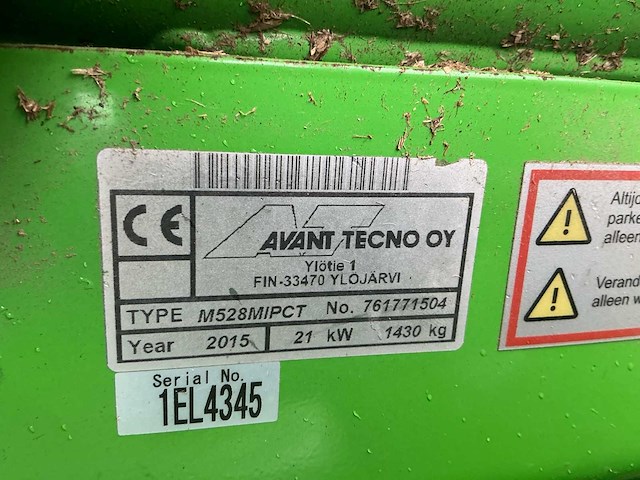 CE
AVANT TECNO OY
Ylötie 1
FIN-33470 YLÖJÄRVI
TYPE M528MIPCT No. 761771504
Year 2015 21 kW 1430 kg
Serial No.
1EL4345
Altijd
parke
alleen
Verand
alleen w